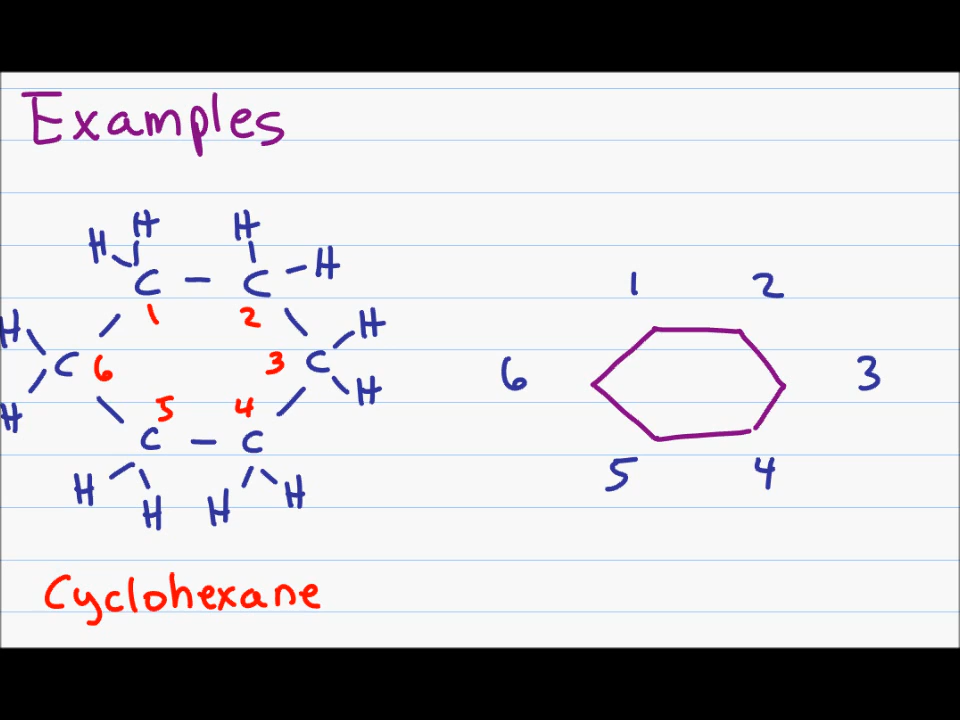 Examples
H H H
C C H
1 2
H H
C 6 3 C
H 5 4 H
C C
H H H H
Cyclohexane
1 2
6 3
5 4